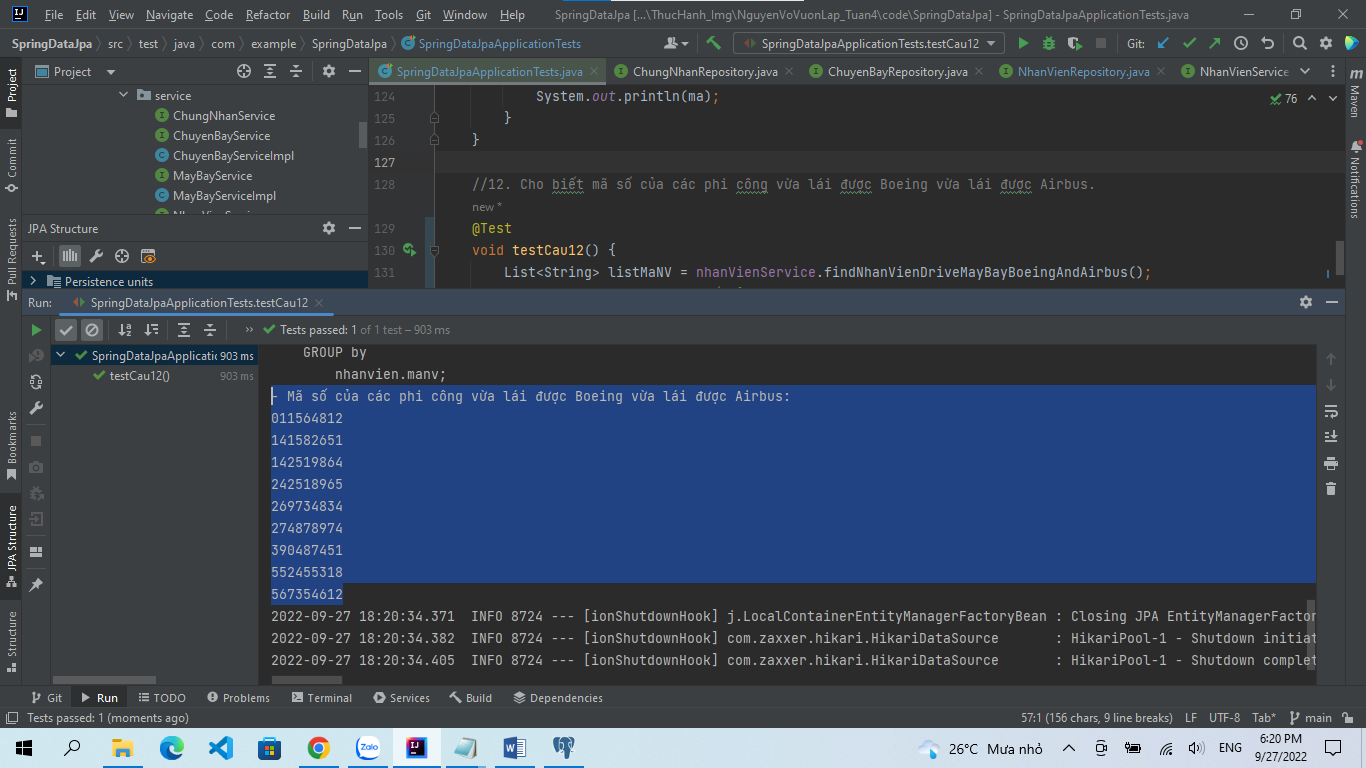 File Edit View Navigate Code Refactor Build Run Tools Git Window Help SpringDataJpa [...\ThucHanh_lmg\NguyenVoVuonLap_Tuan4\code\SpringDataJpa] - SpringDataJpaApplicationTests.java
SpringDataJpa src test java com example SpringDataJpa SpringDataJpaApplicationTests SpringDataJpaApplicationTests.testCau12 Git:
Project
SpringDataJpaApplicationTests.java ChungNhanRepository.java ChuyenBayRepository.java NhanVienRepository.java NhanVienService
service
ChungNhanService
ChuyenBayService
ChuyenBayServiceImpl
MayBayService
MayBayServiceImpl
JPA Structure
Persistence units
124 System.out.println(ma);
76
125 }
126 }
127
128 //12. Cho biết mã số của các phi công vừa lái được Boeing vừa lái được Airbus.
new *
129 @Test
130 void testCau12() {
131 List<String> listMaNV = nhanVienService.findNhanVienDriveMayBayBoeingAndAirbus();
Run: SpringDataJpaApplicationTests.testCau12
Tests passed: 1 of 1 test – 903 ms
SpringDataJpaApplicatic 903 ms
testCau12() 903 ms
GROUP by
nhanvien.manv;
- Mã số của các phi công vừa lái được Boeing vừa lái được Airbus:
011564812
141582651
142519864
242518965
269734834
274878974
390487451
552455318
567354612
2022-09-27 18:20:34.371 INFO 8724 --- [ionShutdownHook] j.LocalContainerEntityManagerFactoryBean : Closing JPA EntityManagerFactor
2022-09-27 18:20:34.382 INFO 8724 --- [ionShutdownHook] com.zaxxer.hikari.HikariDataSource : HikariPool-1 - Shutdown initiat
2022-09-27 18:20:34.405 INFO 8724 --- [ionShutdownHook] com.zaxxer.hikari.HikariDataSource : HikariPool-1 - Shutdown complet
Project
Commit
Pull Requests
Bookmarks
JPA Structure
Structure
Maven
Notifications
Git Run TODO Problems Terminal Services Build Dependencies
Tests passed: 1 (moments ago) 57:1 (156 chars, 9 line breaks) LF UTF-8 Tab* main
Zalo
26°C Mưa nhỏ ENG 6:20 PM
9/27/2022